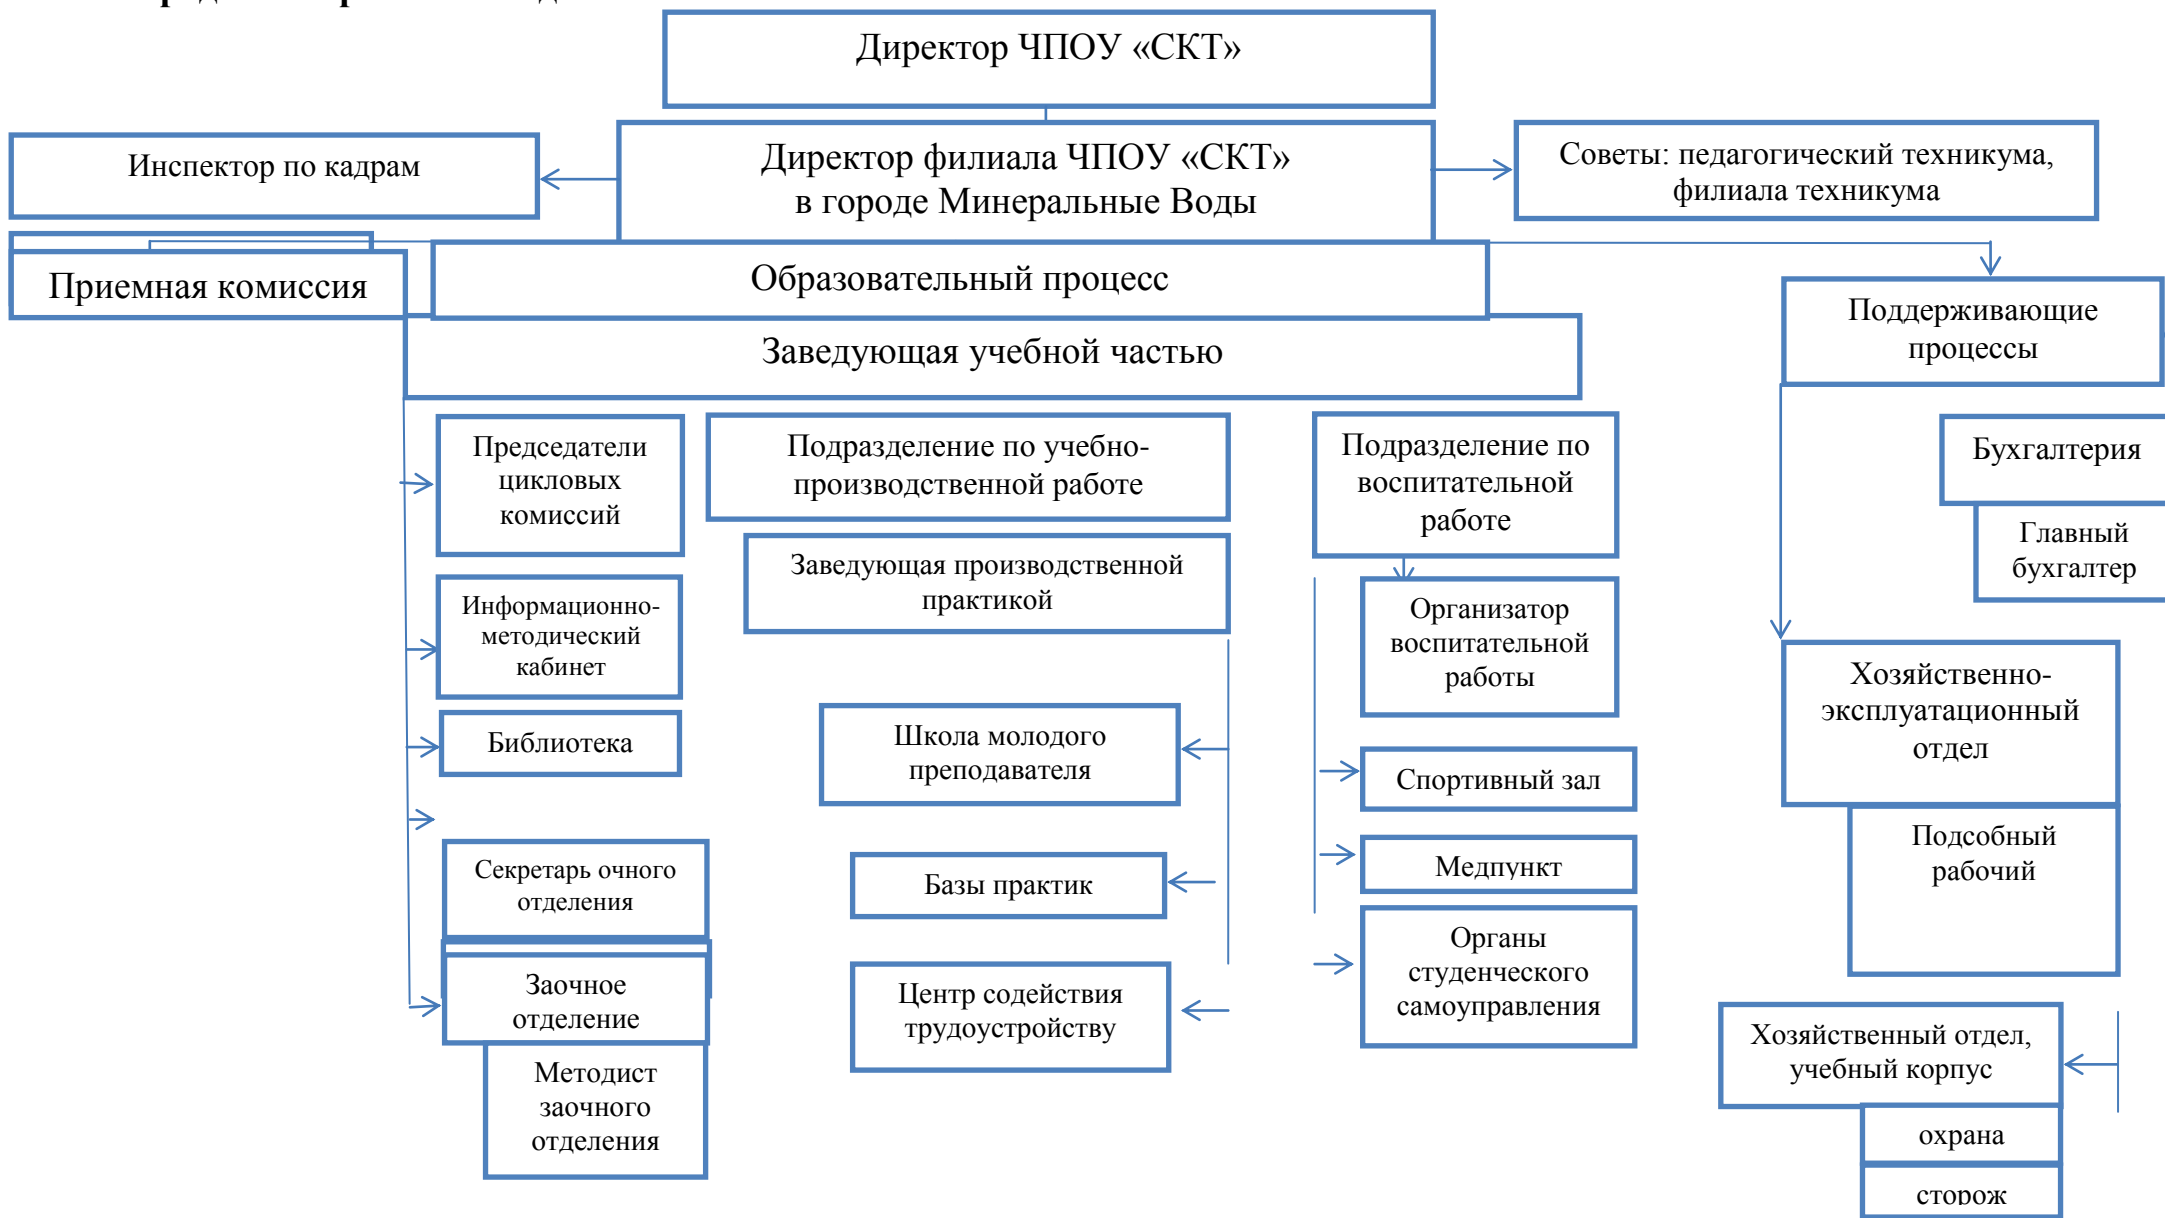 Директор ЧПОУ «СКТ»
Инспектор по кадрам
Директор филиала ЧПОУ «СКТ»
в городе Минеральные Воды
Советы: педагогический техникума,
филиала техникума
Приемная комиссия
Образовательный процесс
Заведующая учебной частью
Поддерживающие
процессы
Председатели
цикловых
комиссий
Информационно-
методический
кабинет
Библиотека
Секретарь очного
отделения
Заочное
отделение
Методист
заочного
отделения
Подразделение по учебно-
производственной работе
Заведующая производственной
практикой
Школа молодого
преподавателя
Базы практик
Центр содействия
трудоустройству
Подразделение по
воспитательной
работе
Организатор
воспитательной
работы
Спортивный зал
Медпункт
Органы
студенческого
самоуправления
Бухгалтерия
Главный
бухгалтер
Хозяйственно-
эксплуатационный
отдел
Подсобный
рабочий
Хозяйственный отдел,
учебный корпус
охрана
сторож